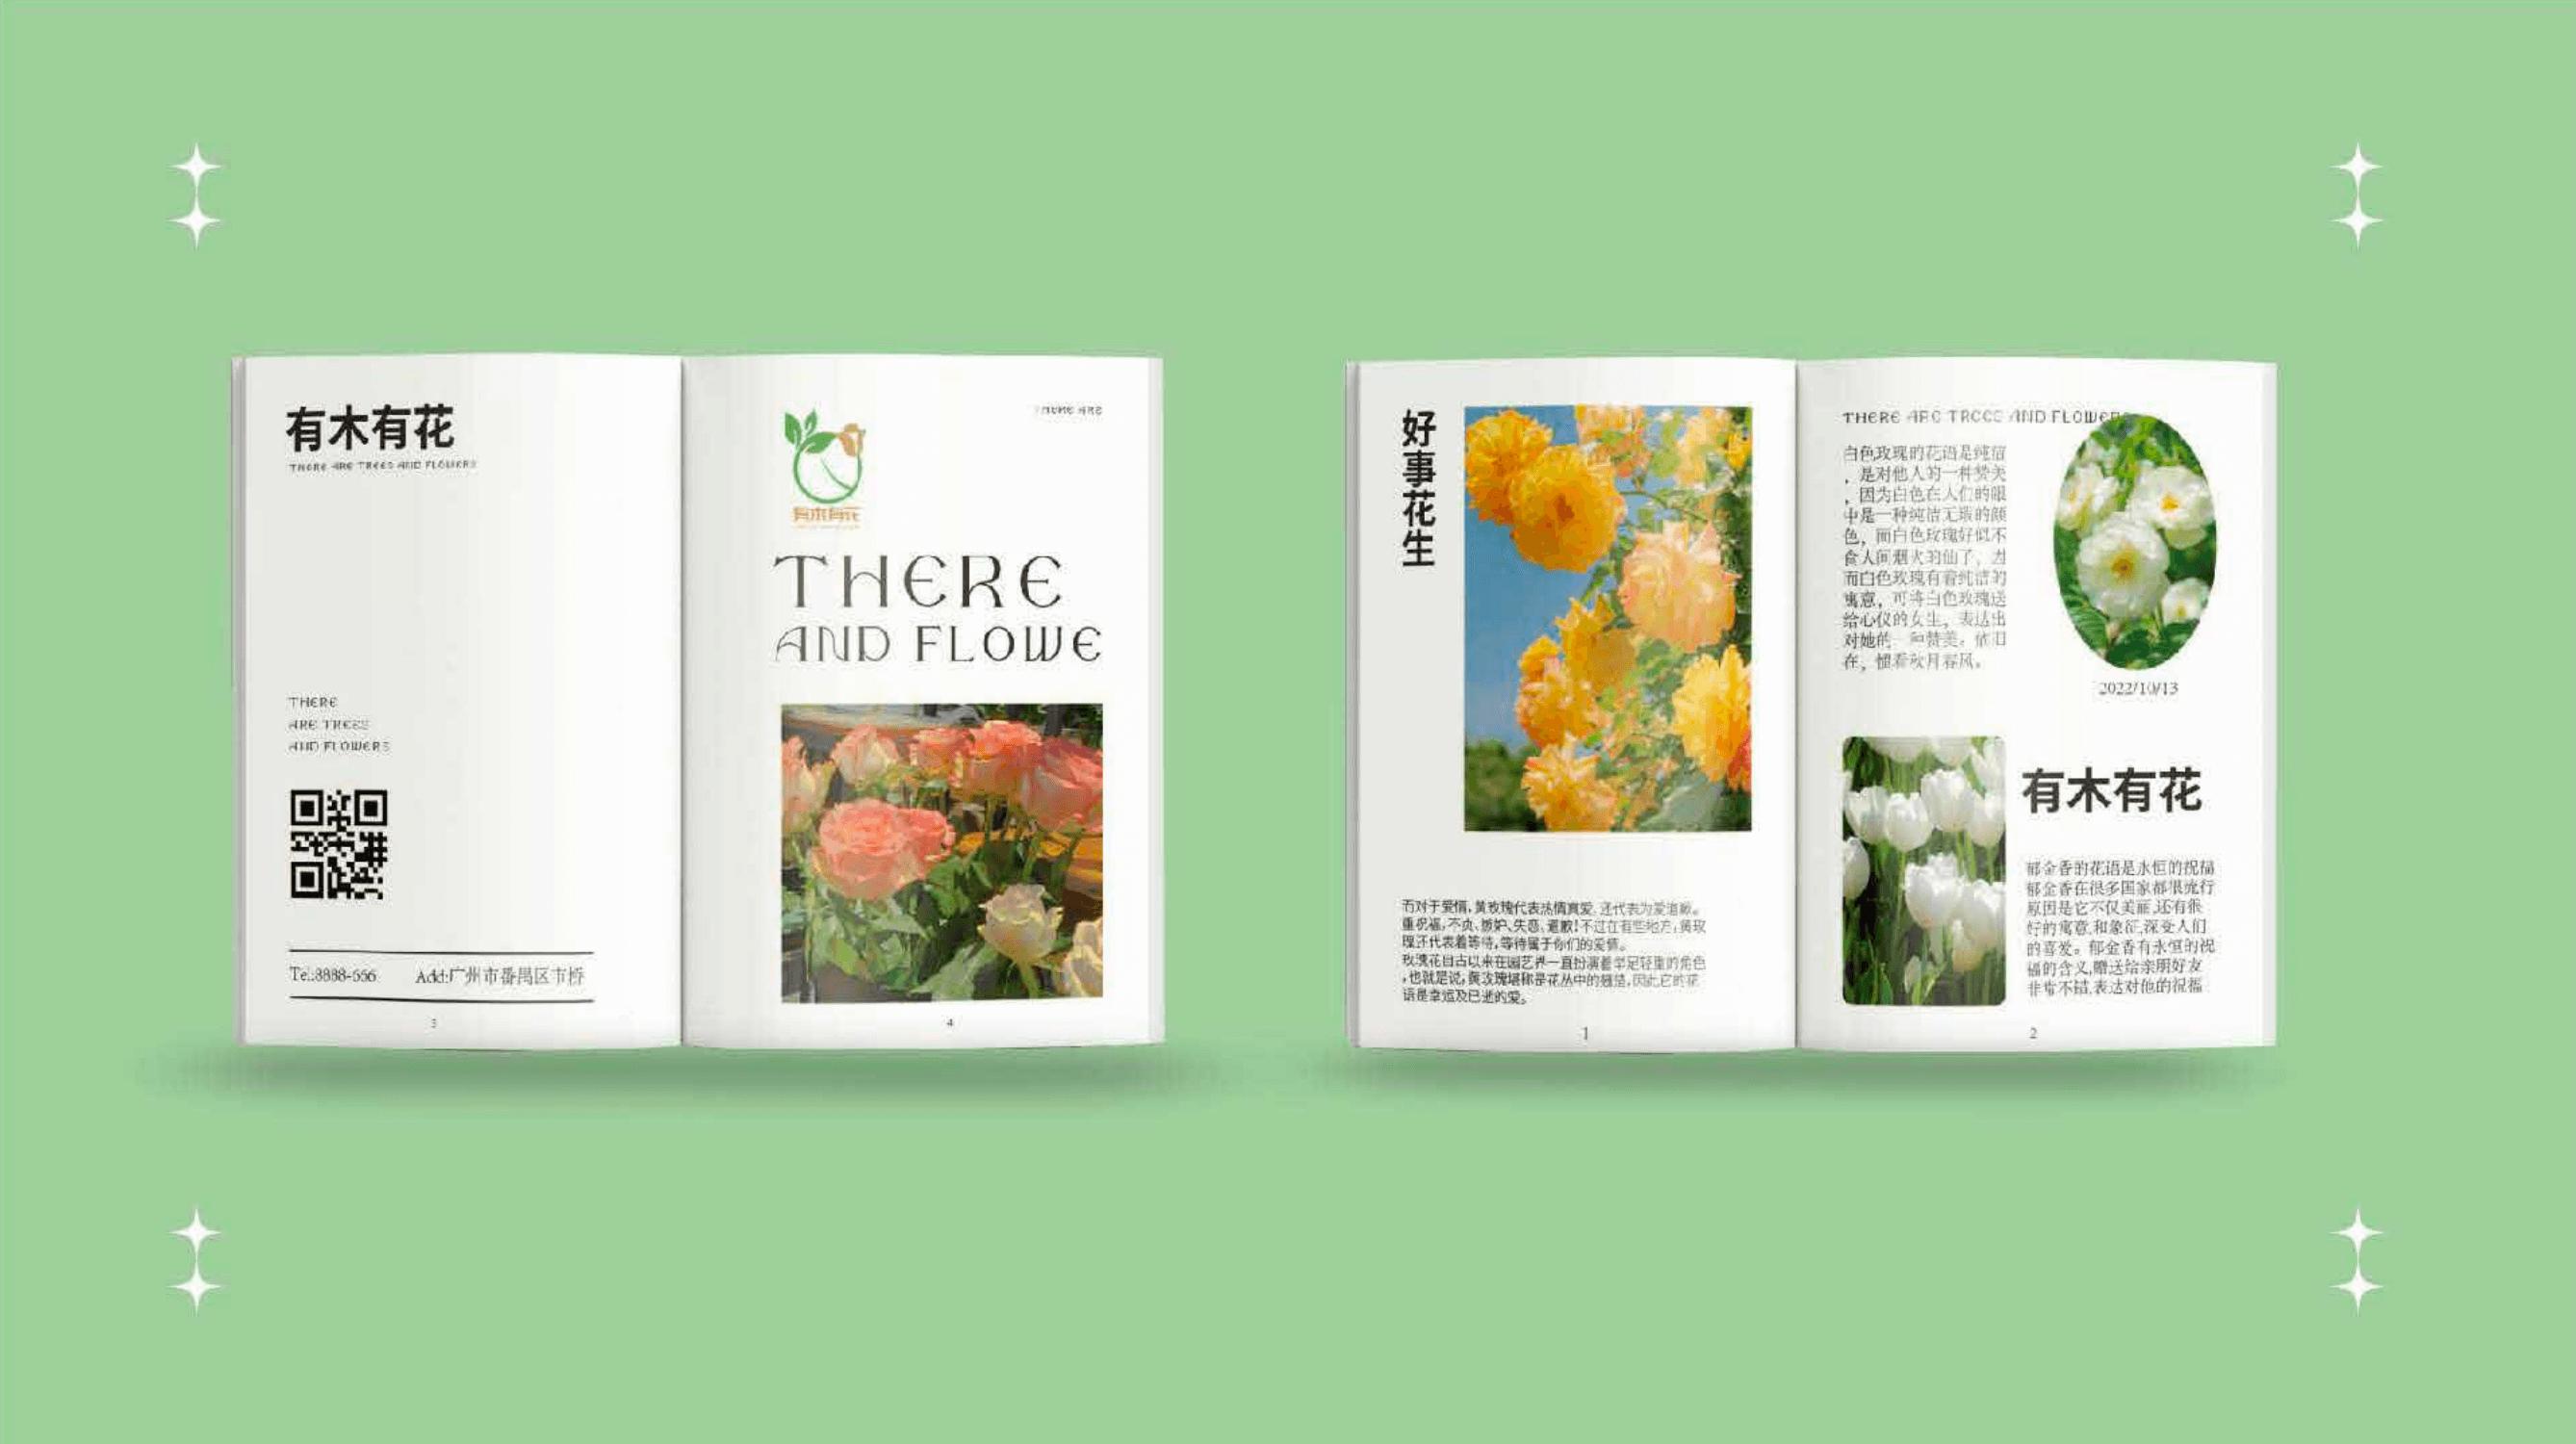 有木有花
THERE ARE TREES AND FLOWERS
THERE
ARE TREES
AND FLOWERS
Tel:8888-666 Add:广州市番禺区市桥
3
THERE ARE
有木有花
THERE
AND FLOWE
4
好事花生
而对于爱情,黄玫瑰代表热情真爱,还代表为爱道歉。
重祝福,不贞、嫉妒、失恋、道歉!不过在有些地方,黄玫
瑰还代表着等待,等待属于你们的爱情。
玫瑰花自古以来在园艺界一直扮演着举足轻重的角色
,也就是说,黄玫瑰堪称是花丛中的翘楚,因此它的花
语是幸运及已逝的爱。
1
THERE ARE TREES AND FLOWERS
白色玫瑰的花语是纯洁
,是对他人的一种赞美
,因为白色在人们的眼
中是一种纯洁无瑕的颜
色,而白色玫瑰好似不
食人间烟火的仙子,因
而白色玫瑰有着纯洁的
寓意,可将白色玫瑰送
给心仪的女生,表达出
对她的一种赞美。依旧
在,惯看秋月春风。
2022/10/13
有木有花
郁金香的花语是永恒的祝福
郁金香在很多国家都很流行
原因是它不仅美丽,还有很
好的寓意和象征,深受人们
的喜爱。郁金香有永恒的祝
福的含义,赠送给亲朋好友
非常不错,表达对他的祝福
2